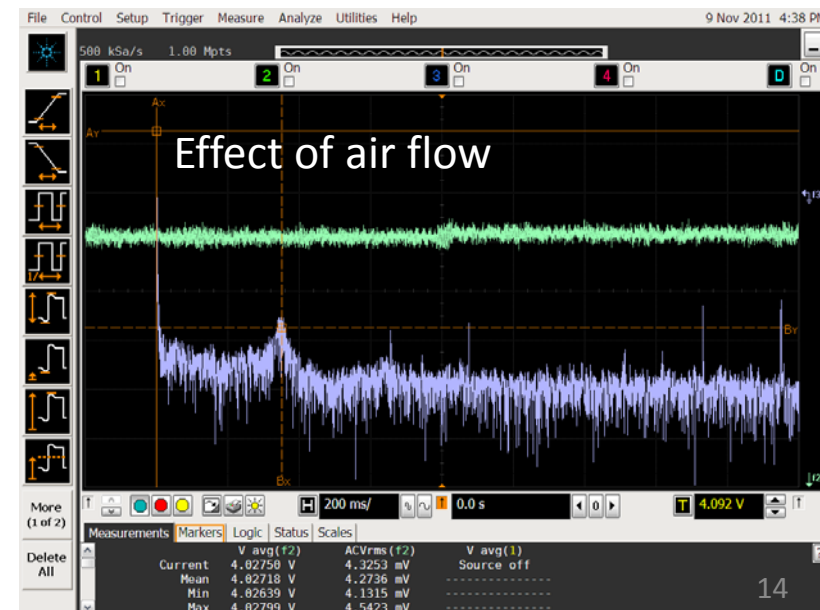 File Control Setup Trigger Measure Analyze Utilities Help 9 Nov 2011 4:38 PM
500 kSa/s 1.00 Mpts
1 On 2 On 3 On 4 On D On
Ax
Ay
Effect of air flow
By
Bx
1/
More
(1 of 2)
Delete
All
H 200 ms/ 0.0 s 0 T 4.092 V
Measurements Markers Logic Status Scales
V avg(f2) ACVrms(f2) V avg(1)
Current 4.02750 V 4.3253 mV Source off
Mean 4.02718 V 4.2736 mV ---------------
Min 4.02639 V 4.1315 mV ---------------
Max 4.02799 V 4.5423 mV ---------------
14